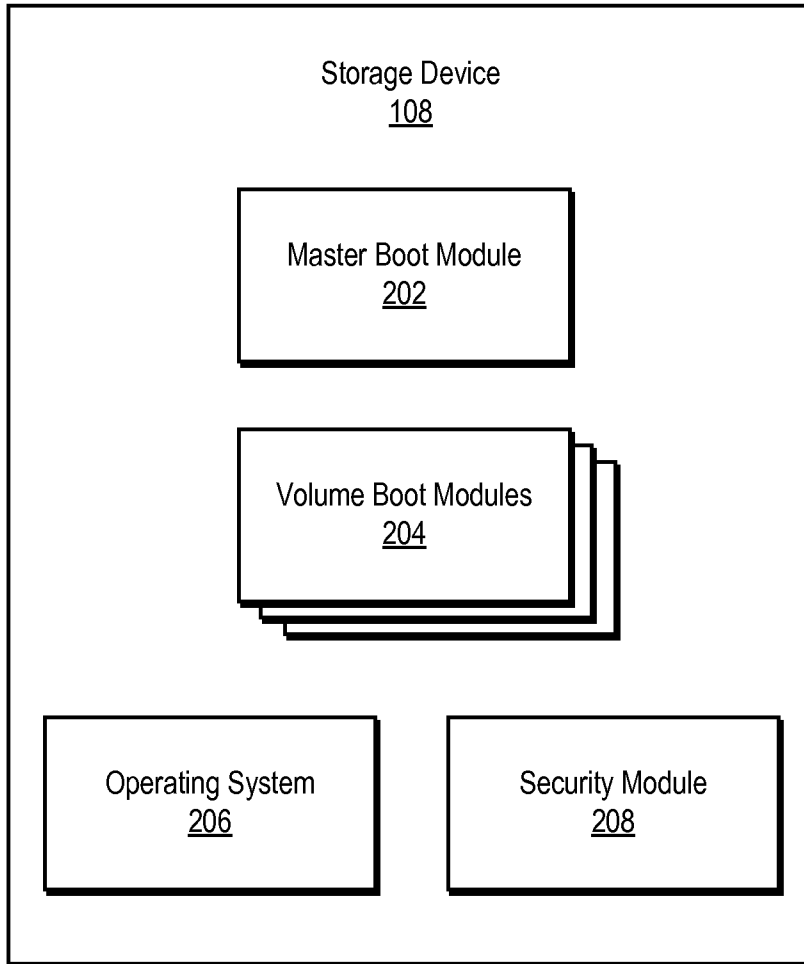 Storage Device
108
Master Boot Module
202
Volume Boot Modules
204
Operating System
206
Security Module
208